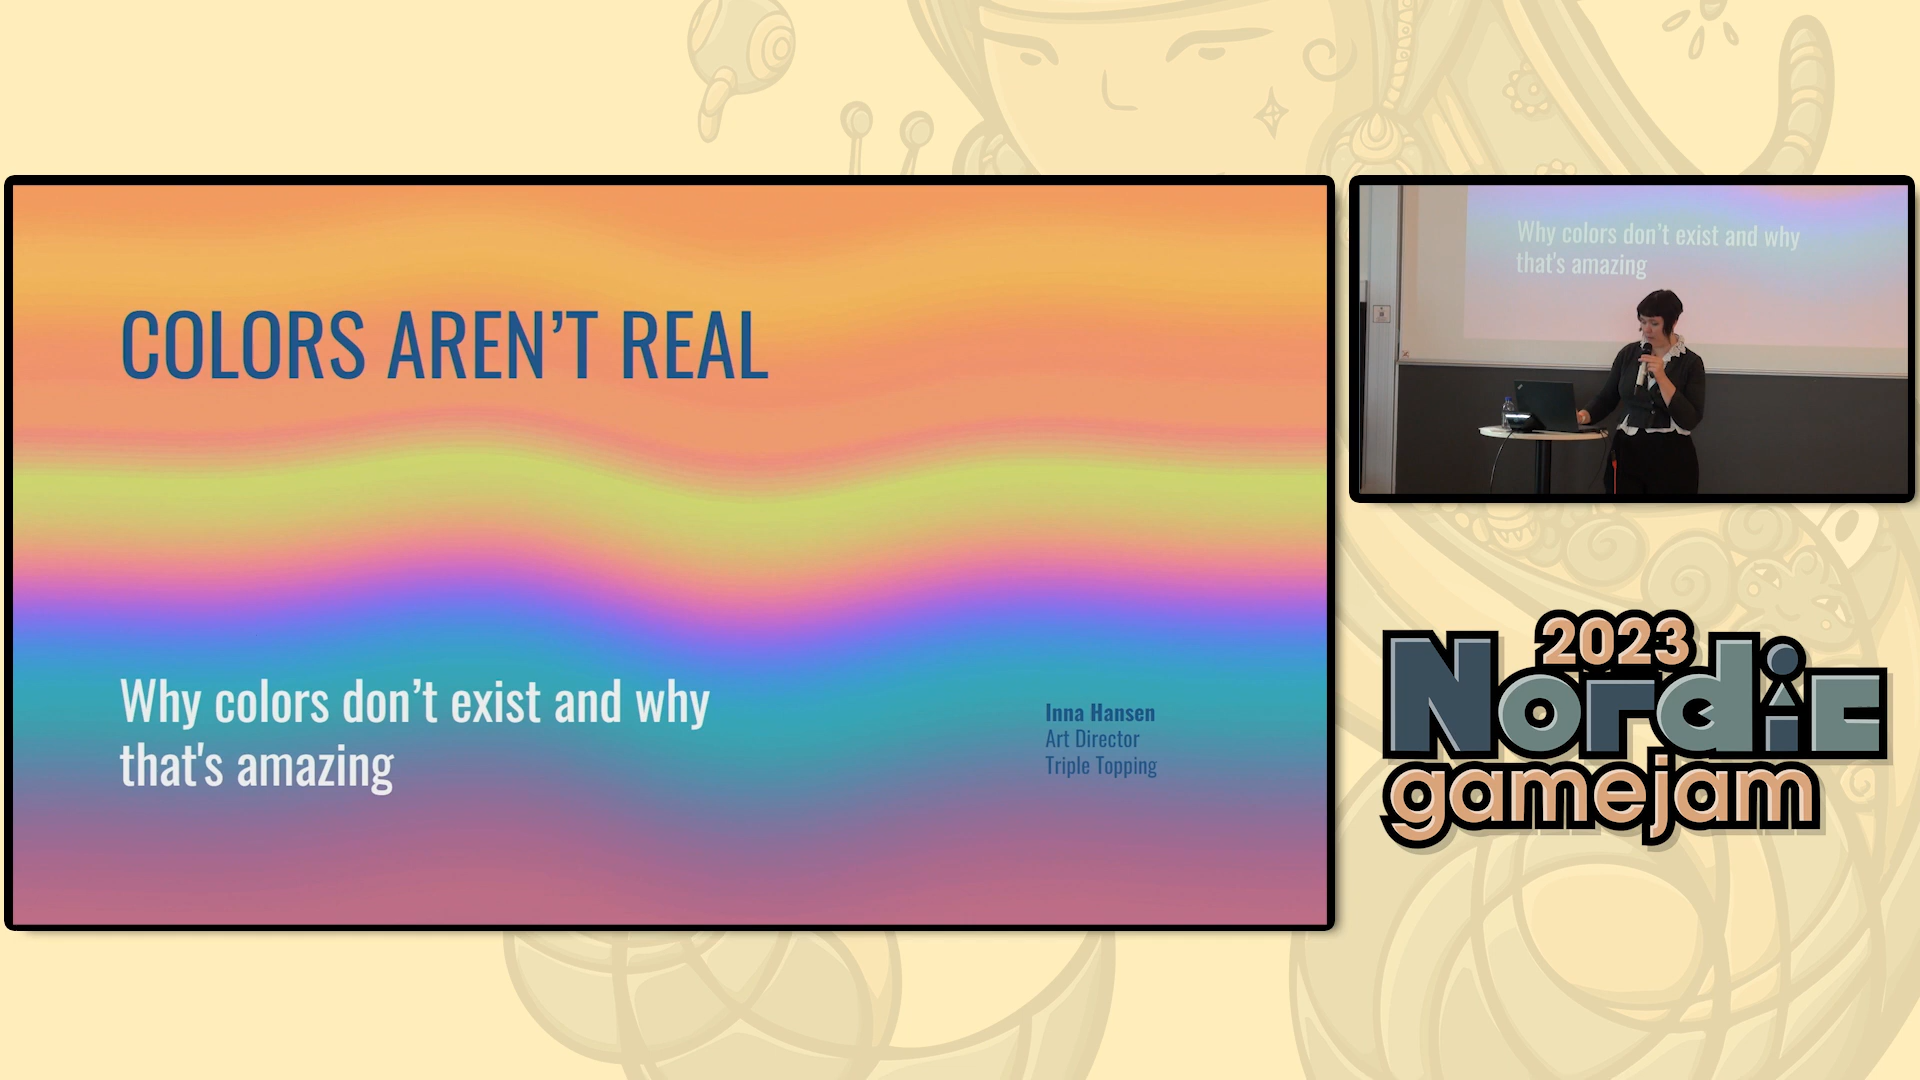 COLORS AREN’T REAL
Why colors don’t exist and why
that's amazing
Inna Hansen
Art Director
Triple Topping
Why colors don’t exist and why
that's amazing
2023
Nordic
gamejam